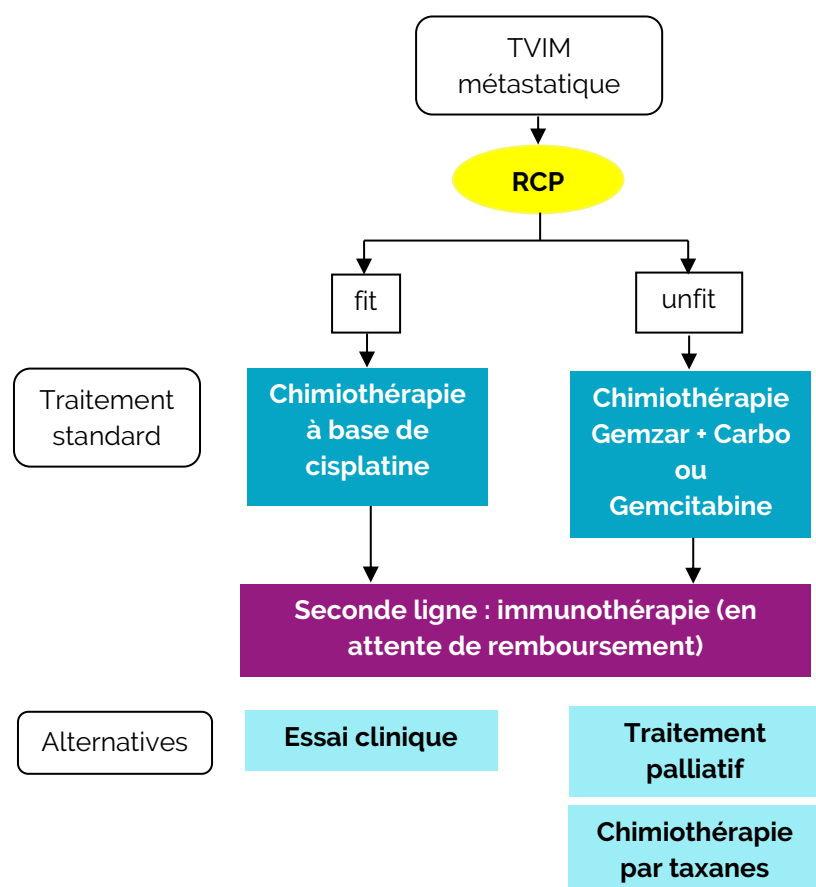 TVIM
métastatique
RCP
fit
unfit
Traitement
standard
Chimiothérapie
à base de
cisplatine
Chimiothérapie
Gemzar + Carbo
ou
Gemcitabine
Seconde ligne : immunothérapie (en
attente de remboursement)
Alternatives
Essai clinique
Traitement
palliatif
Chimiothérapie
par taxanes